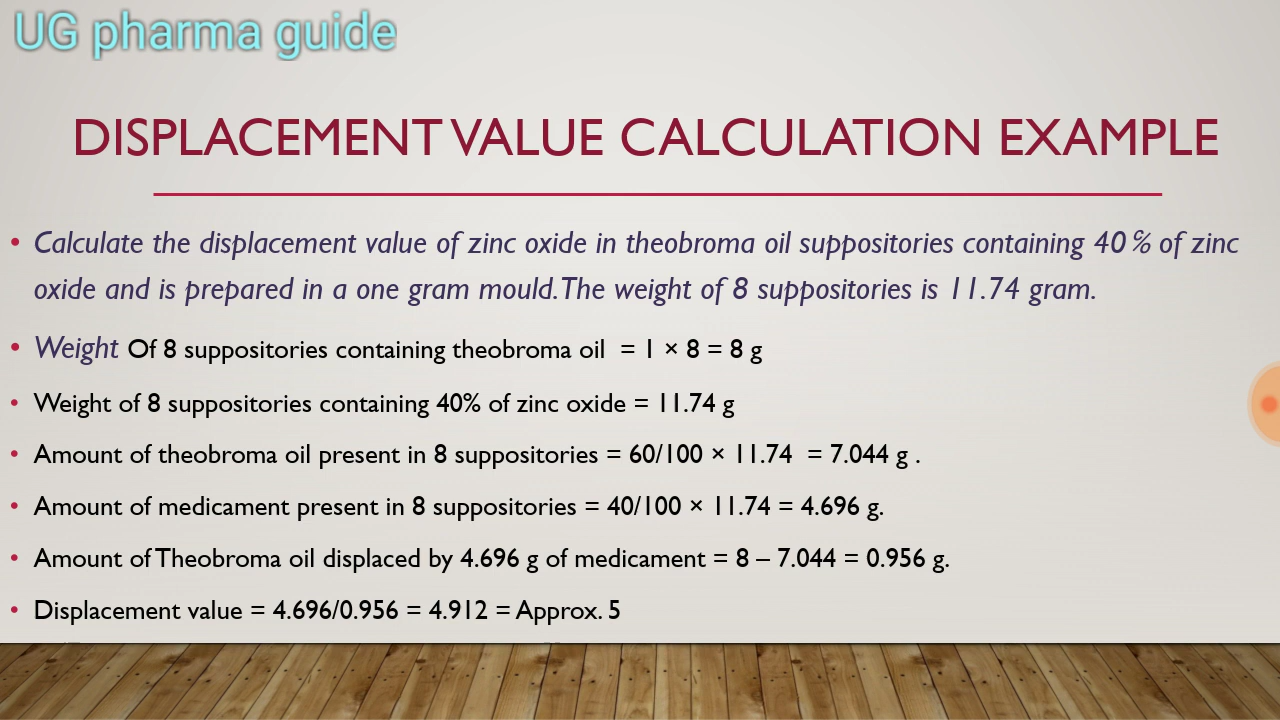 UG pharma guide
DISPLACEMENT VALUE CALCULATION EXAMPLE
• Calculate the displacement value of zinc oxide in theobroma oil suppositories containing 40 % of zinc
oxide and is prepared in a one gram mould. The weight of 8 suppositories is 11.74 gram.
• Weight Of 8 suppositories containing theobroma oil = 1 × 8 = 8 g
• Weight of 8 suppositories containing 40% of zinc oxide = 11.74 g
• Amount of theobroma oil present in 8 suppositories = 60/100 × 11.74 = 7.044 g .
• Amount of medicament present in 8 suppositories = 40/100 × 11.74 = 4.696 g.
• Amount of Theobroma oil displaced by 4.696 g of medicament = 8 – 7.044 = 0.956 g.
• Displacement value = 4.696/0.956 = 4.912 = Approx. 5